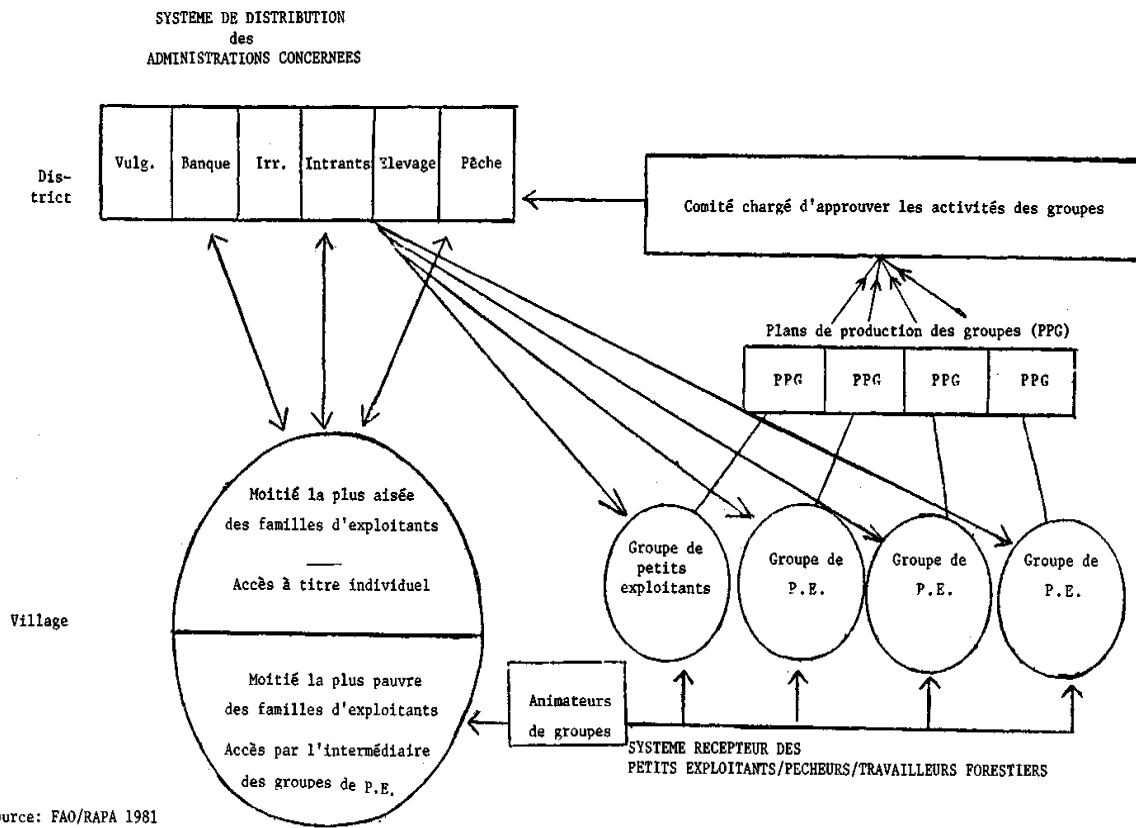 SYSTEME DE DISTRIBUTION
des
ADMINISTRATIONS CONCERNEES
Dis-
trict
Vulg. Banque Irr. Intrants Elevage Pêche
Comité chargé d'approuver les activités des groupes
Plans de production des groupes (PPG)
PPG PPG PPG PPG
Village
Moitié la plus aisée
des familles d'exploitants
Accès à titre individuel
Moitié la plus pauvre
des familles d'exploitants
Accès par l'intermédiaire
des groupes de P.E.
Groupe de
petits
exploitants
Groupe de
P.E.
Groupe de
P.E.
Groupe de
P.E.
Animateurs
de groupes
SYSTEME RECEPTEUR DES
PETITS EXPLOITANTS/PECHEURS/TRAVAILLEURS FORESTIERS
ource: FAO/RAPA 1981